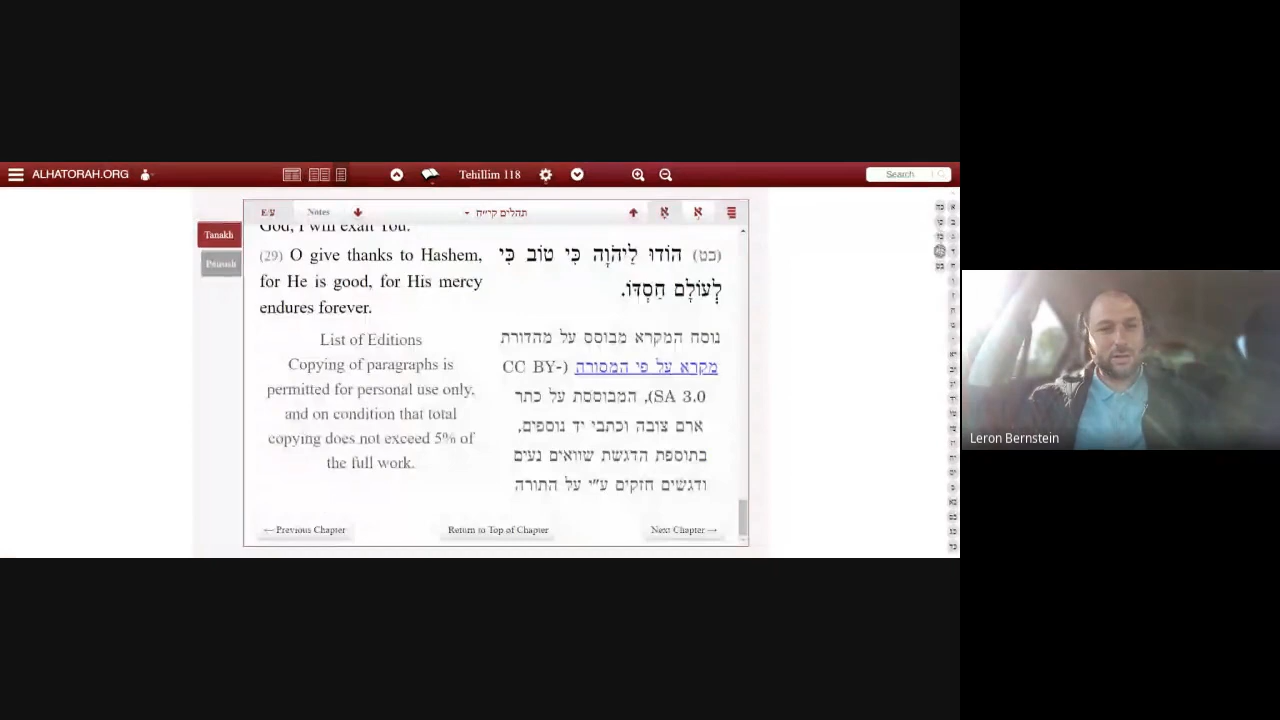 ALHATORAH.ORG
Tehillim 118
Search
E/ע
Notes
תהלים קי״ח
Tanakh
God, I will exalt You.
(29) O give thanks to Hashem,
for He is good, for His mercy
endures forever.
(כט) הוֹדוּ לַיהֹוָה כִּי טוֹב כִּי
לְעוֹלָם חַסְדּוֹ.
List of Editions
Copying of paragraphs is
permitted for personal use only,
and on condition that total
copying does not exceed 5% of
the full work.
נוסח המקרא מבוסס על מהדורת
מקרא על פי המסורה (CC BY-
SA 3.0), המבוססת על כתר
ארם צובה וכתבי יד נוספים,
בתוספת הדגשת שוואים נעים
ודגשים חזקים ע"י על התורה
← Previous Chapter
Return to Top of Chapter
Next Chapter →
Leron Bernstein